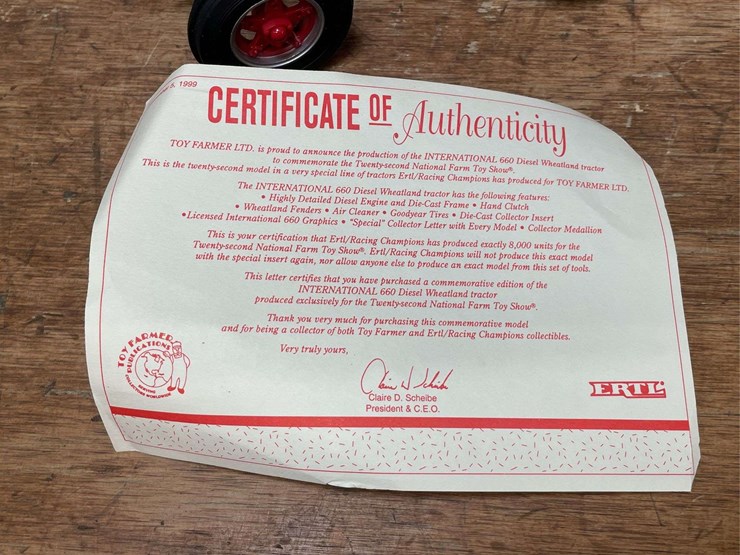 5, 1999
CERTIFICATE OF Authenticity
TOY FARMER LTD. is proud to announce the production of the INTERNATIONAL 660 Diesel Wheatland tractor
to commemorate the Twenty-second National Farm Toy Show®.
This is the twenty-second model in a very special line of tractors Ertl/Racing Champions has produced for TOY FARMER LTD.
The INTERNATIONAL 660 Diesel Wheatland tractor has the following features:
• Highly Detailed Diesel Engine and Die-Cast Frame • Hand Clutch
• Wheatland Fenders • Air Cleaner • Goodyear Tires • Die-Cast Collector Insert
•Licensed International 660 Graphics • "Special" Collector Letter with Every Model • Collector Medallion
This is your certification that Ertl/Racing Champions has produced exactly 8,000 units for the
Twenty-second National Farm Toy Show®. Ertl/Racing Champions will not produce this exact model
with the special insert again, nor allow anyone else to produce an exact model from this set of tools.
This letter certifies that you have purchased a commemorative edition of the
INTERNATIONAL 660 Diesel Wheatland tractor
produced exclusively for the Twenty-second National Farm Toy Show®.
Thank you very much for purchasing this commemorative model
and for being a collector of both Toy Farmer and Ertl/Racing Champions collectibles.
Very truly yours,
Claire D. Scheibe
Claire D. Scheibe
President & C.E.O.
TOY FARMER
PUBLICATIONS
SERVING
COLLECTORS WORLDWIDE
ERTL